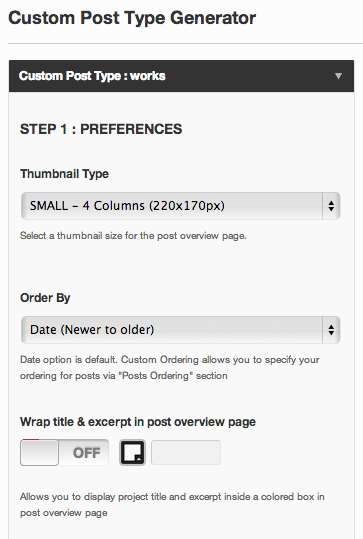 Custom Post Type Generator
Custom Post Type : works
STEP 1 : PREFERENCES
Thumbnail Type
SMALL – 4 Columns (220x170px)
Select a thumbnail size for the post overview page.
Order By
Date (Newer to older)
Date option is default. Custom Ordering allows you to specify your
ordering for posts via "Posts Ordering" section
Wrap title & excerpt in post overview page
OFF
Allows you to display project title and excerpt inside a colored box in
post overview page